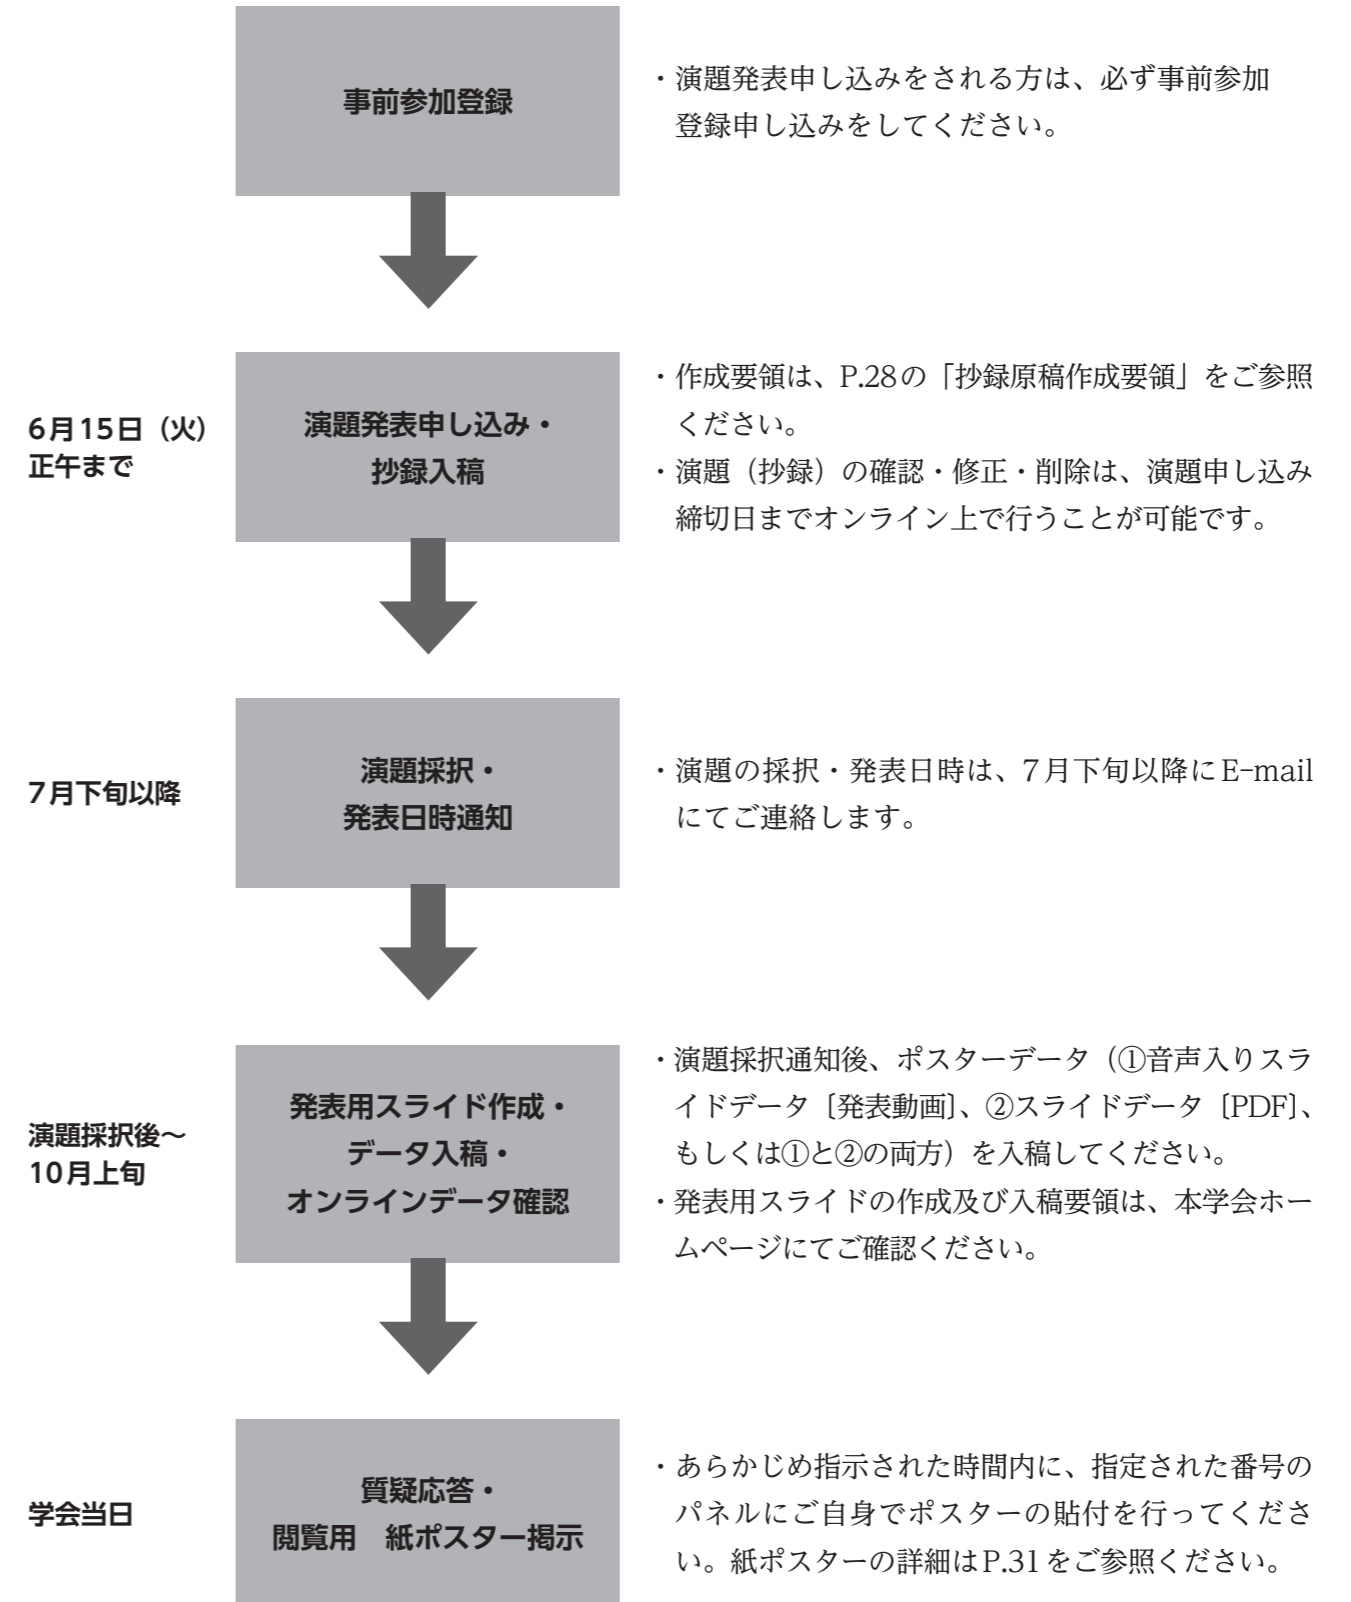 事前参加登録
・演題発表申し込みをされる方は、必ず事前参加
登録申し込みをしてください。
6月15日（火）
正午まで
演題発表申し込み・
抄録入稿
・作成要領は、P.28の「抄録原稿作成要領」をご参照
ください。
・演題（抄録）の確認・修正・削除は、演題申し込み
締切日までオンライン上で行うことが可能です。
7月下旬以降
演題採択・
発表日時通知
・演題の採択・発表日時は、7月下旬以降にE-mail
にてご連絡します。
演題採択後～
10月上旬
発表用スライド作成・
データ入稿・
オンラインデータ確認
・演題採択通知後、ポスターデータ（①音声入りスラ
イドデータ〔発表動画〕、②スライドデータ〔PDF〕、
もしくは①と②の両方）を入稿してください。
・発表用スライドの作成及び入稿要領は、本学会ホー
ムページにてご確認ください。
学会当日
質疑応答・
閲覧用　紙ポスター掲示
・あらかじめ指示された時間内に、指定された番号の
パネルにご自身でポスターの貼付を行ってくださ
い。紙ポスターの詳細はP.31をご参照ください。